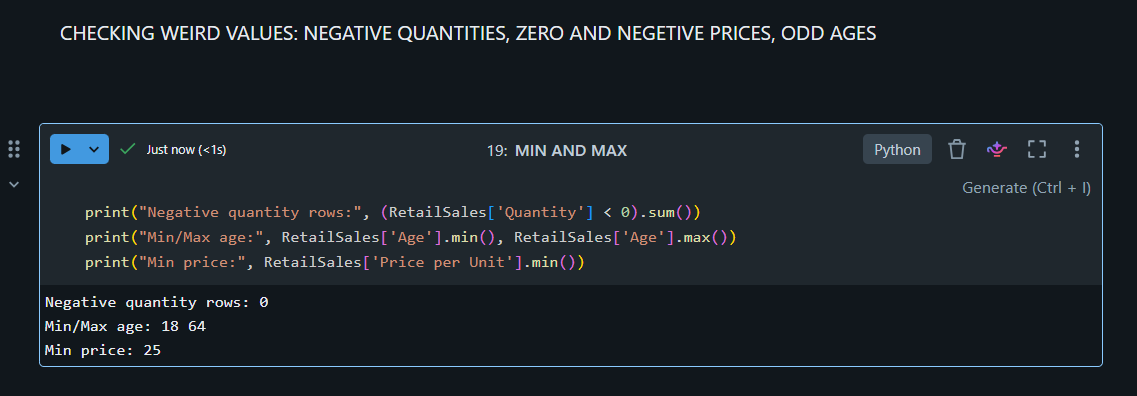 CHECKING WEIRD VALUES: NEGATIVE QUANTITIES, ZERO AND NEGETIVE PRICES, ODD AGES
Just now (<1s)
19: MIN AND MAX
Python
Generate (Ctrl + I)
print("Negative quantity rows:", (RetailSales['Quantity'] < 0).sum())
print("Min/Max age:", RetailSales['Age'].min(), RetailSales['Age'].max())
print("Min price:", RetailSales['Price per Unit'].min())
Negative quantity rows: 0
Min/Max age: 18 64
Min price: 25